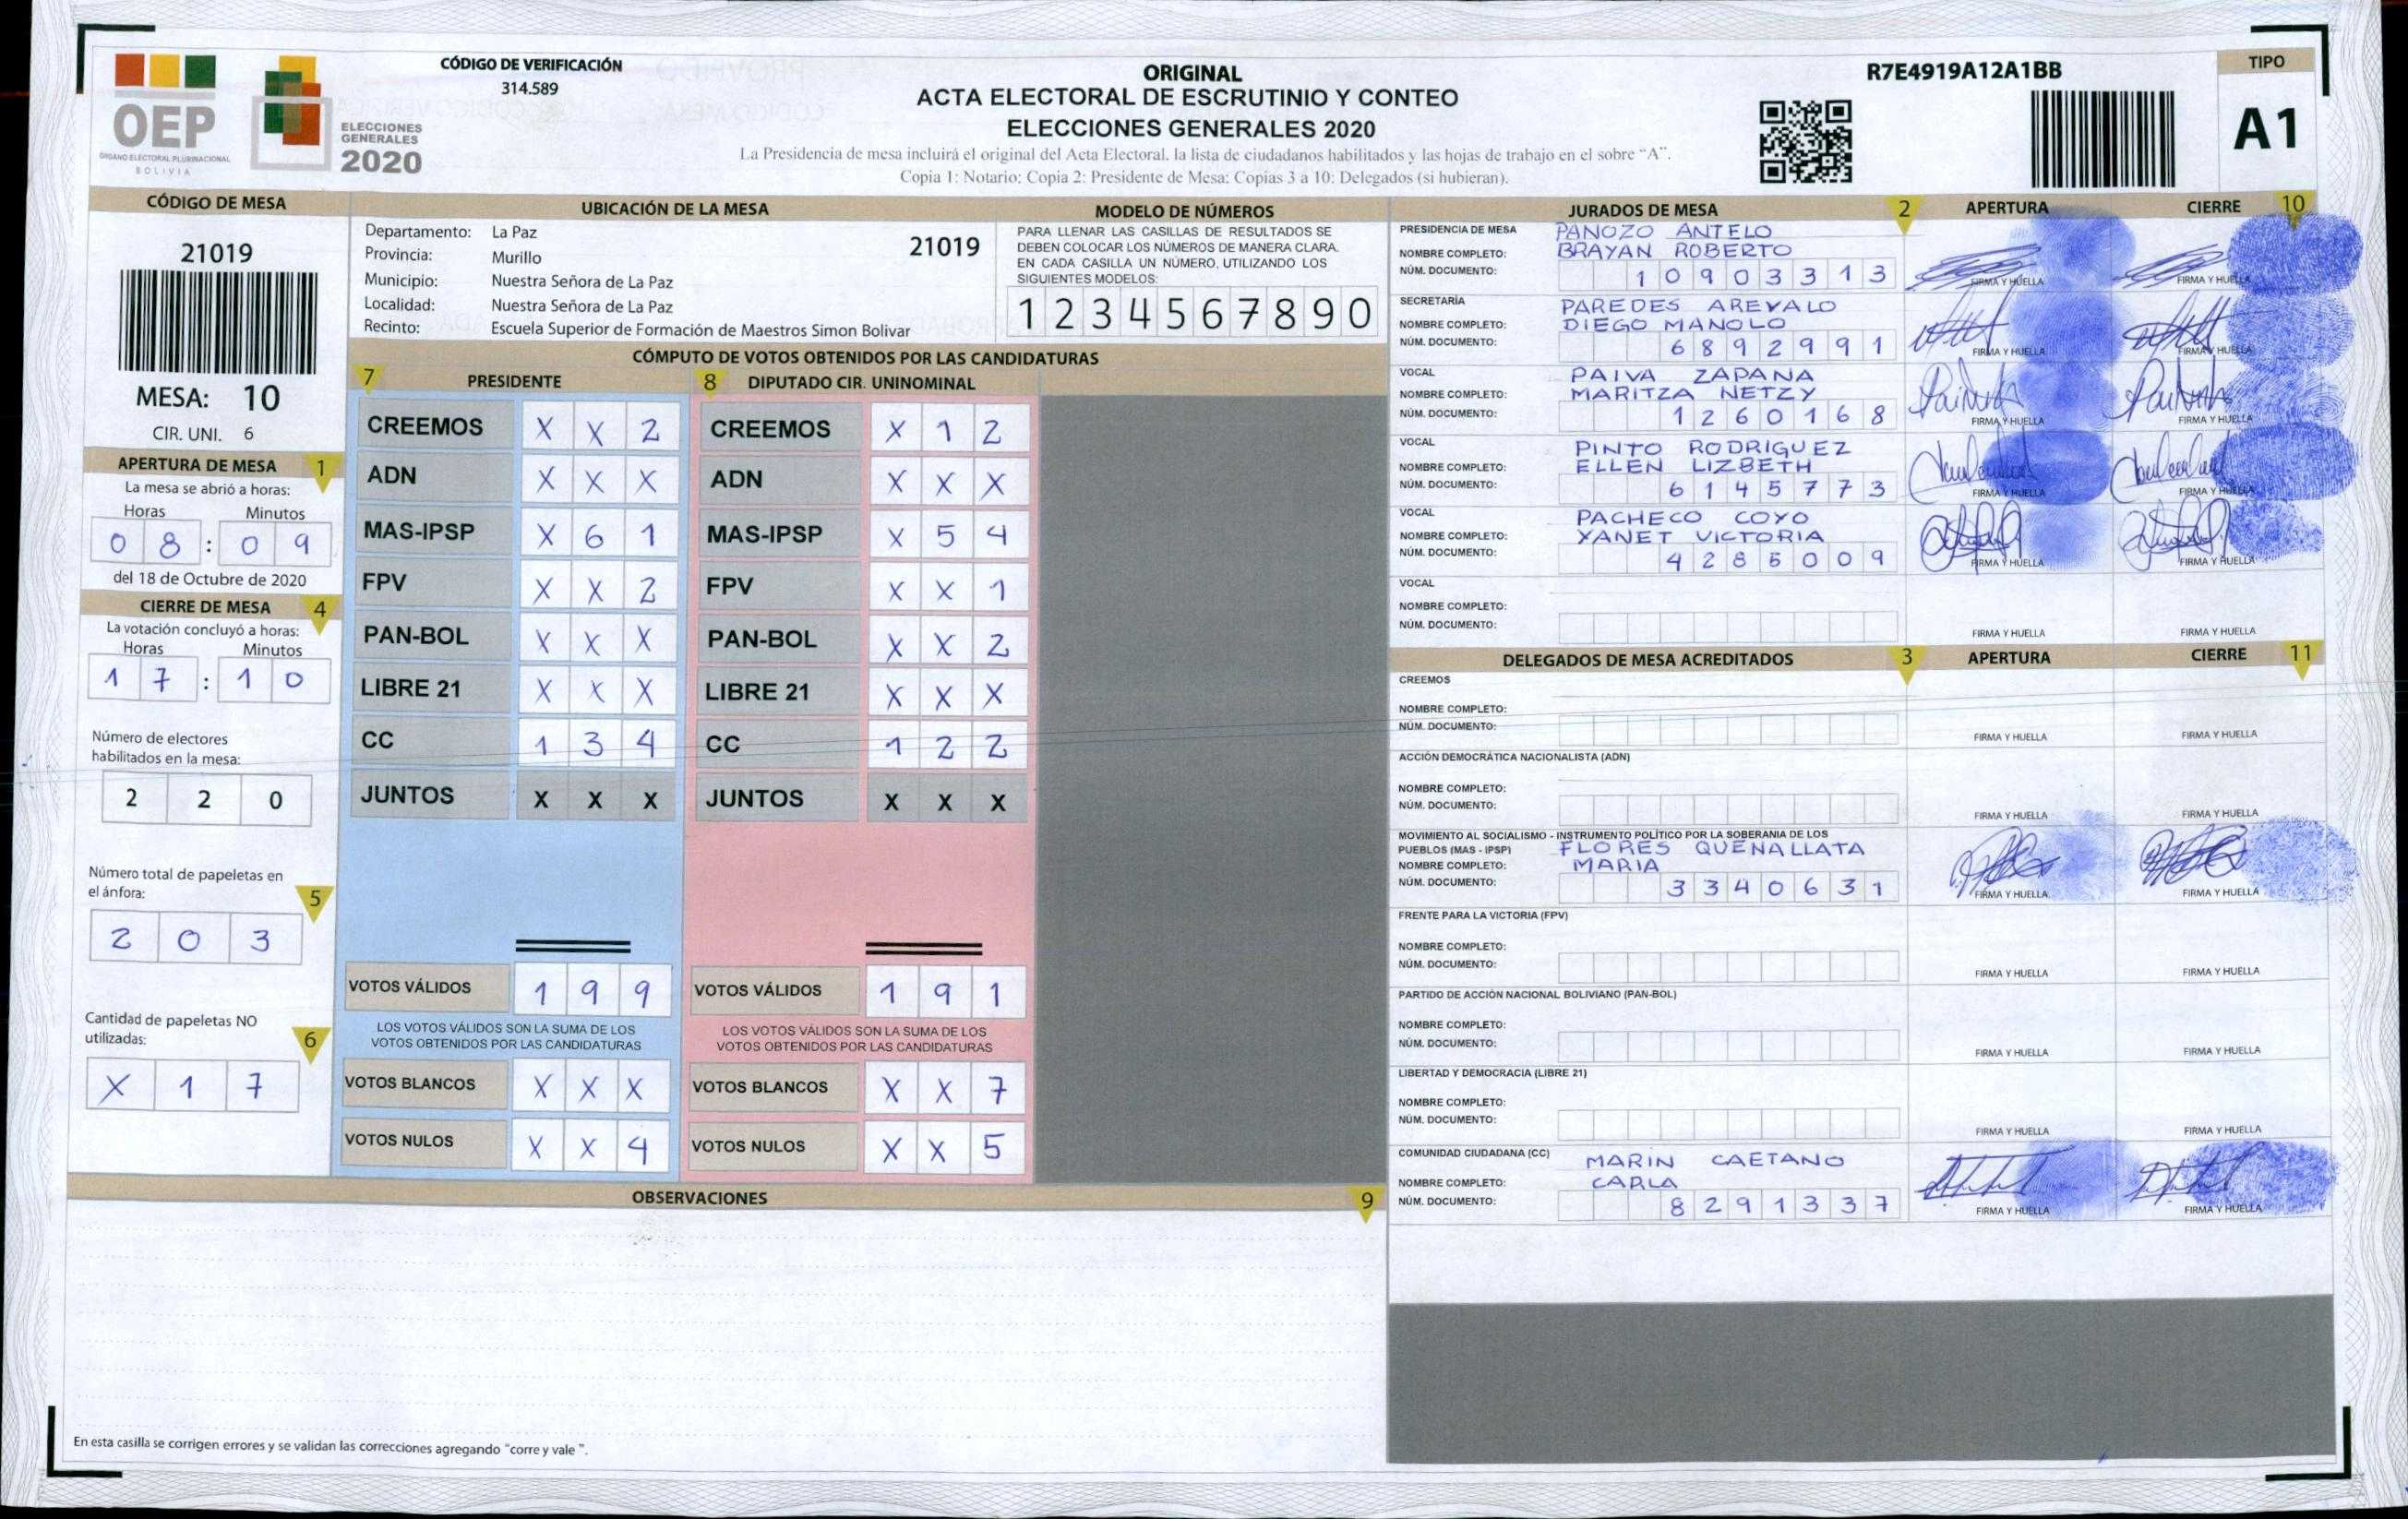 OEP
ÓRGANO ELECTORAL PLURINACIONAL
BOLIVIA
ELECCIONES
GENERALES
2020
CÓDIGO DE VERIFICACIÓN
314.589
ORIGINAL
ACTA ELECTORAL DE ESCRUTINIO Y CONTEO
ELECCIONES GENERALES 2020
La Presidencia de mesa incluirá el original del Acta Electoral, la lista de ciudadanos habilitados y las hojas de trabajo en el sobre "A".
Copia 1: Notario; Copia 2: Presidente de Mesa; Copias 3 a 10: Delegados (si hubieran).
R7E4919A12A1BB
TIPO
A1
CÓDIGO DE MESA
21019
MESA: 10
CIR. UNI. 6
APERTURA DE MESA 1
La mesa se abrió a horas:
Horas Minutos
0 8 : 0 9
del 18 de Octubre de 2020
CIERRE DE MESA 4
La votación concluyó a horas:
Horas Minutos
1 7 : 1 0
Número de electores
habilitados en la mesa:
2 2 0
Número total de papeletas en
el ánfora: 5
2 0 3
Cantidad de papeletas NO
utilizadas: 6
X 1 7
UBICACIÓN DE LA MESA
Departamento: La Paz
21019
Provincia: Murillo
Municipio: Nuestra Señora de La Paz
Localidad: Nuestra Señora de La Paz
Recinto: Escuela Superior de Formación de Maestros Simon Bolivar
MODELO DE NÚMEROS
PARA LLENAR LAS CASILLAS DE RESULTADOS SE
DEBEN COLOCAR LOS NÚMEROS DE MANERA CLARA.
EN CADA CASILLA UN NÚMERO, UTILIZANDO LOS
SIGUIENTES MODELOS:
1 2 3 4 5 6 7 8 9 0
CÓMPUTO DE VOTOS OBTENIDOS POR LAS CANDIDATURAS
7 PRESIDENTE
CREEMOS X X 2
ADN X X X
MAS-IPSP X 6 1
FPV X X 2
PAN-BOL X X X
LIBRE 21 X X X
CC 1 3 4
JUNTOS X X X
VOTOS VÁLIDOS 1 9 9
LOS VOTOS VÁLIDOS SON LA SUMA DE LOS
VOTOS OBTENIDOS POR LAS CANDIDATURAS
VOTOS BLANCOS X X X
VOTOS NULOS X X 4
8 DIPUTADO CIR. UNINOMINAL
CREEMOS X 1 2
ADN X X X
MAS-IPSP X 5 4
FPV X X 1
PAN-BOL X X 2
LIBRE 21 X X X
CC 1 2 2
JUNTOS X X X
VOTOS VÁLIDOS 1 9 1
LOS VOTOS VÁLIDOS SON LA SUMA DE LOS
VOTOS OBTENIDOS POR LAS CANDIDATURAS
VOTOS BLANCOS X X 7
VOTOS NULOS X X 5
OBSERVACIONES 9
En esta casilla se corrigen errores y se validan las correcciones agregando "corre y vale ".
JURADOS DE MESA 2 APERTURA CIERRE 10
PRESIDENCIA DE MESA PANOZO ANTELO
NOMBRE COMPLETO: BRAYAN ROBERTO
NÚM. DOCUMENTO: 1 0 9 0 3 3 1 3 FIRMA Y HUELLA FIRMA Y HUELLA
SECRETARÍA PAREDES AREVALO
NOMBRE COMPLETO: DIEGO MANOLO
NÚM. DOCUMENTO: 6 8 9 2 9 9 1 FIRMA Y HUELLA FIRMA Y HUELLA
VOCAL PAIVA ZAPANA
NOMBRE COMPLETO: MARITZA NETZY
NÚM. DOCUMENTO: 1 2 6 0 1 6 8 FIRMA Y HUELLA FIRMA Y HUELLA
VOCAL PINTO RODRIGUEZ
NOMBRE COMPLETO: ELLEN LIZBETH
NÚM. DOCUMENTO: 6 1 4 5 7 7 3 FIRMA Y HUELLA FIRMA Y HUELLA
VOCAL PACHECO COYO
NOMBRE COMPLETO: YANET VICTORIA
NÚM. DOCUMENTO: 4 2 8 5 0 0 9 FIRMA Y HUELLA FIRMA Y HUELLA
VOCAL
NOMBRE COMPLETO:
NÚM. DOCUMENTO: FIRMA Y HUELLA FIRMA Y HUELLA
DELEGADOS DE MESA ACREDITADOS 3 APERTURA CIERRE 11
CREEMOS
NOMBRE COMPLETO:
NÚM. DOCUMENTO: FIRMA Y HUELLA FIRMA Y HUELLA
ACCIÓN DEMOCRÁTICA NACIONALISTA (ADN)
NOMBRE COMPLETO:
NÚM. DOCUMENTO: FIRMA Y HUELLA FIRMA Y HUELLA
MOVIMIENTO AL SOCIALISMO - INSTRUMENTO POLÍTICO POR LA SOBERANIA DE LOS
PUEBLOS (MAS - IPSP) FLORES QUENALLATA
NOMBRE COMPLETO: MARIA
NÚM. DOCUMENTO: 3 3 4 0 6 3 1 FIRMA Y HUELLA FIRMA Y HUELLA
FRENTE PARA LA VICTORIA (FPV)
NOMBRE COMPLETO:
NÚM. DOCUMENTO: FIRMA Y HUELLA FIRMA Y HUELLA
PARTIDO DE ACCIÓN NACIONAL BOLIVIANO (PAN-BOL)
NOMBRE COMPLETO:
NÚM. DOCUMENTO: FIRMA Y HUELLA FIRMA Y HUELLA
LIBERTAD Y DEMOCRACIA (LIBRE 21)
NOMBRE COMPLETO:
NÚM. DOCUMENTO: FIRMA Y HUELLA FIRMA Y HUELLA
COMUNIDAD CIUDADANA (CC) MARIN CAETANO
NOMBRE COMPLETO: CARLA
NÚM. DOCUMENTO: 8 2 9 1 3 3 7 FIRMA Y HUELLA FIRMA Y HUELLA